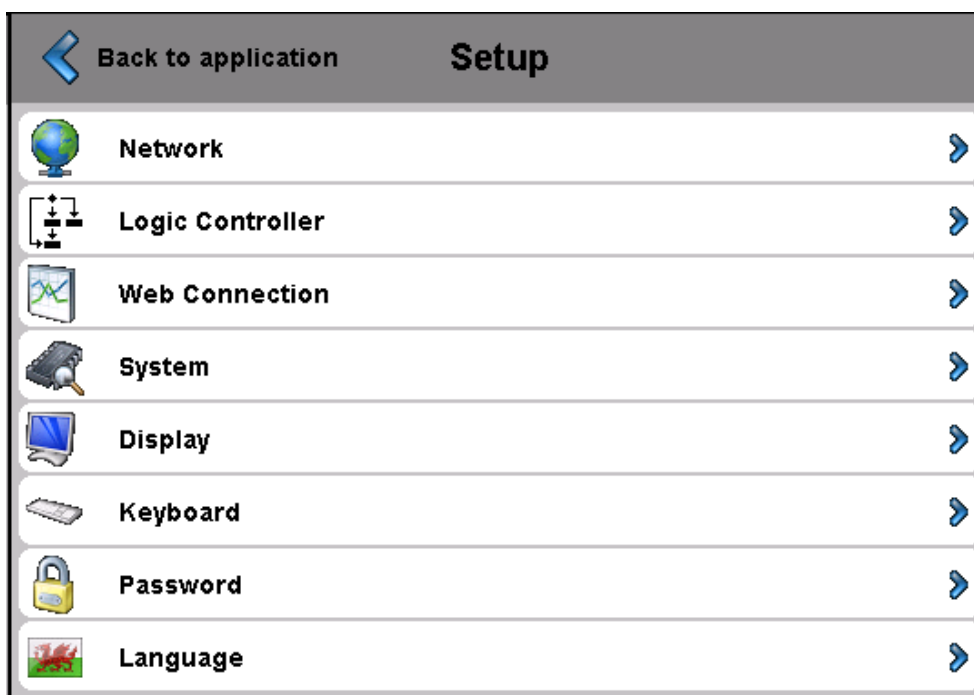 Back to application
Setup
Network
Logic Controller
Web Connection
System
Display
Keyboard
Password
Language